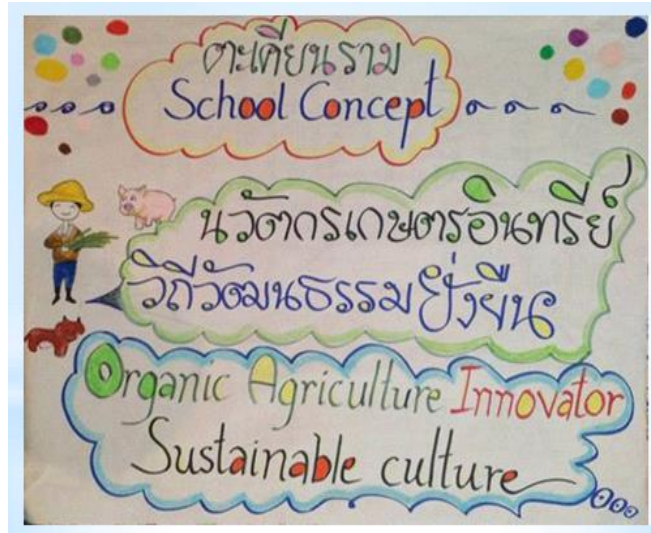 ตะเคียนราม
School Concept
นวัตกรเกษตรอินทรีย์
วิถีวัฒนธรรมยั่งยืน
Organic Agriculture Innovator
Sustainable culture